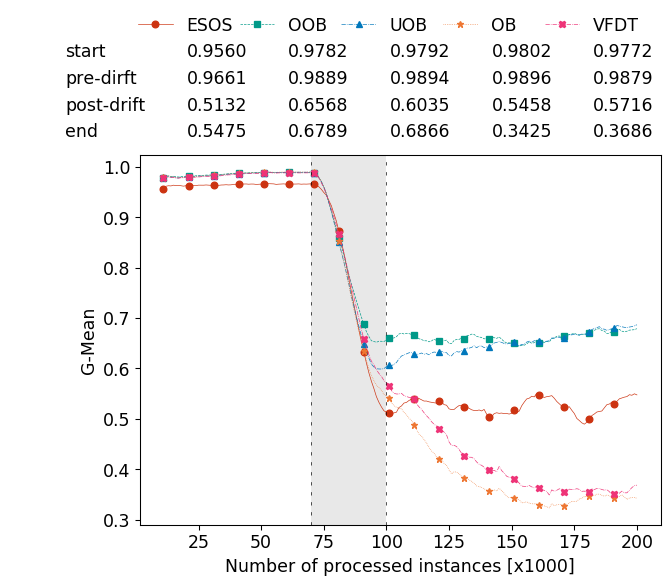 ESOS OOB UOB OB VFDT
start 0.9560 0.9782 0.9792 0.9802 0.9772
pre-dirft 0.9661 0.9889 0.9894 0.9896 0.9879
post-drift 0.5132 0.6568 0.6035 0.5458 0.5716
end 0.5475 0.6789 0.6866 0.3425 0.3686
1.0
0.9
0.8
0.7
0.6
0.5
0.4
0.3
G-Mean
25 50 75 100 125 150 175 200
Number of processed instances [x1000]